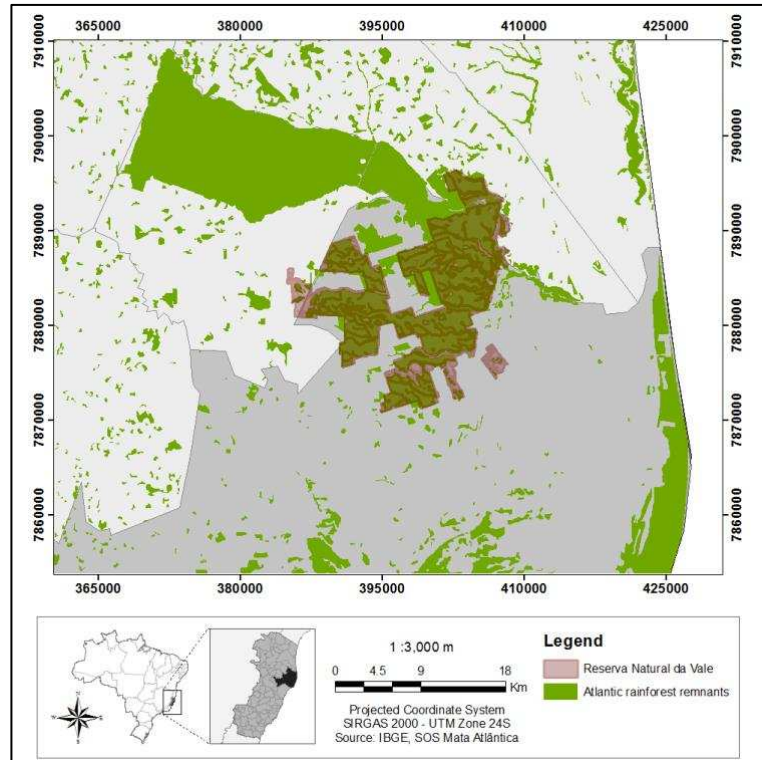 365000 380000 395000 410000 425000
7910000 7910000
7900000 7900000
7890000 7890000
7880000 7880000
7870000 7870000
7860000 7860000
365000 380000 395000 410000 425000
1 :3,000 m
0 4.5 9 18
Km
Projected Coordinate System
SIRGAS 2000 - UTM Zone 24S
Source: IBGE, SOS Mata Atlântica
Legend
Reserva Natural da Vale
Atlantic rainforest remnants
N
S